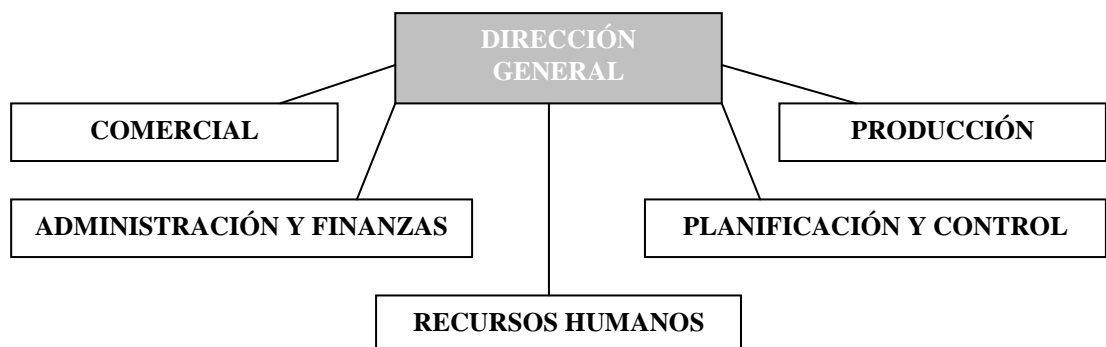 DIRECCIÓN
GENERAL
COMERCIAL
PRODUCCIÓN
ADMINISTRACIÓN Y FINANZAS
PLANIFICACIÓN Y CONTROL
RECURSOS HUMANOS